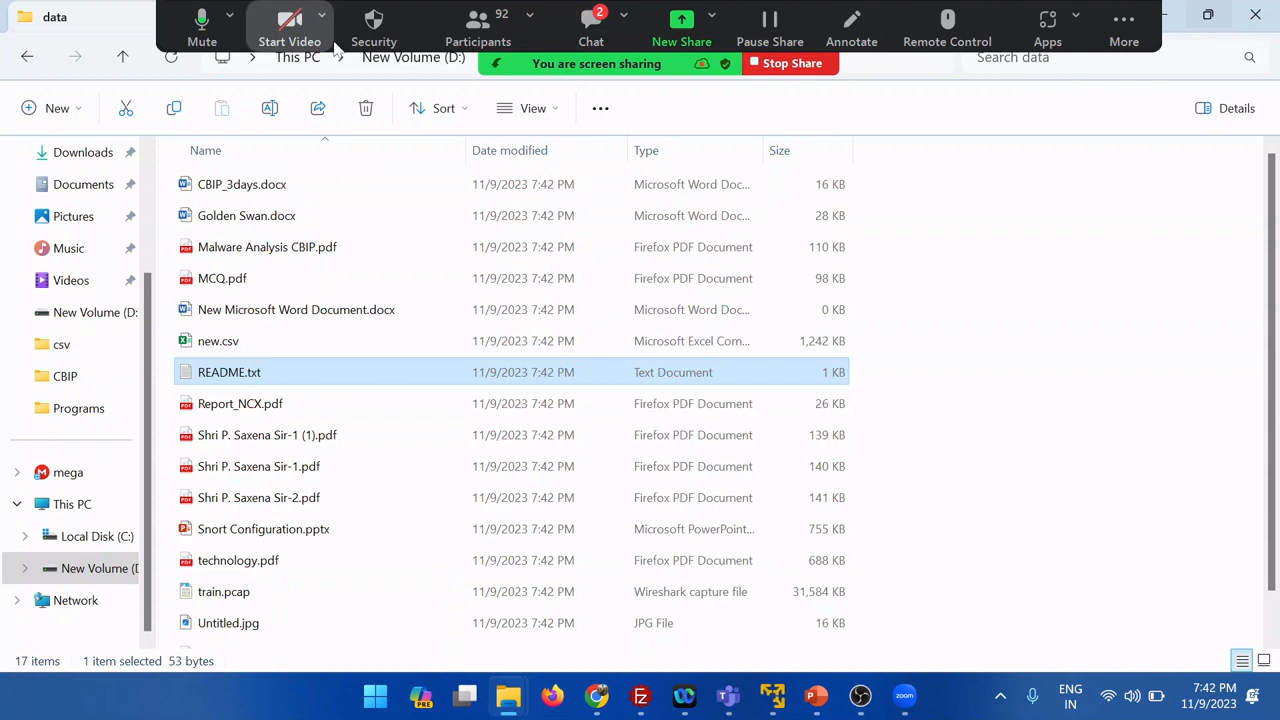 data
Mute
Start Video
Security
Participants
92
Chat
2
New Share
Pause Share
Annotate
Remote Control
Apps
More
This PC
New Volume (D:)
You are screen sharing
Stop Share
Search data
New
Sort
View
Details
Name
Date modified
Type
Size
Downloads
Documents
Pictures
Music
Videos
New Volume (D:
csv
CBIP
Programs
mega
This PC
Local Disk (C:)
New Volume (D
Network
CBIP_3days.docx 11/9/2023 7:42 PM Microsoft Word Doc... 16 KB
Golden Swan.docx 11/9/2023 7:42 PM Microsoft Word Doc... 28 KB
Malware Analysis CBIP.pdf 11/9/2023 7:42 PM Firefox PDF Document 110 KB
MCQ.pdf 11/9/2023 7:42 PM Firefox PDF Document 98 KB
New Microsoft Word Document.docx 11/9/2023 7:42 PM Microsoft Word Doc... 0 KB
new.csv 11/9/2023 7:42 PM Microsoft Excel Com... 1,242 KB
README.txt 11/9/2023 7:42 PM Text Document 1 KB
Report_NCX.pdf 11/9/2023 7:42 PM Firefox PDF Document 26 KB
Shri P. Saxena Sir-1 (1).pdf 11/9/2023 7:42 PM Firefox PDF Document 139 KB
Shri P. Saxena Sir-1.pdf 11/9/2023 7:42 PM Firefox PDF Document 140 KB
Shri P. Saxena Sir-2.pdf 11/9/2023 7:42 PM Firefox PDF Document 141 KB
Snort Configuration.pptx 11/9/2023 7:42 PM Microsoft PowerPoint... 755 KB
technology.pdf 11/9/2023 7:42 PM Firefox PDF Document 688 KB
train.pcap 11/9/2023 7:42 PM Wireshark capture file 31,584 KB
Untitled.jpg 11/9/2023 7:42 PM JPG File 16 KB
17 items 1 item selected 53 bytes
PRE
zoom
ENG
IN
7:42 PM
11/9/2023